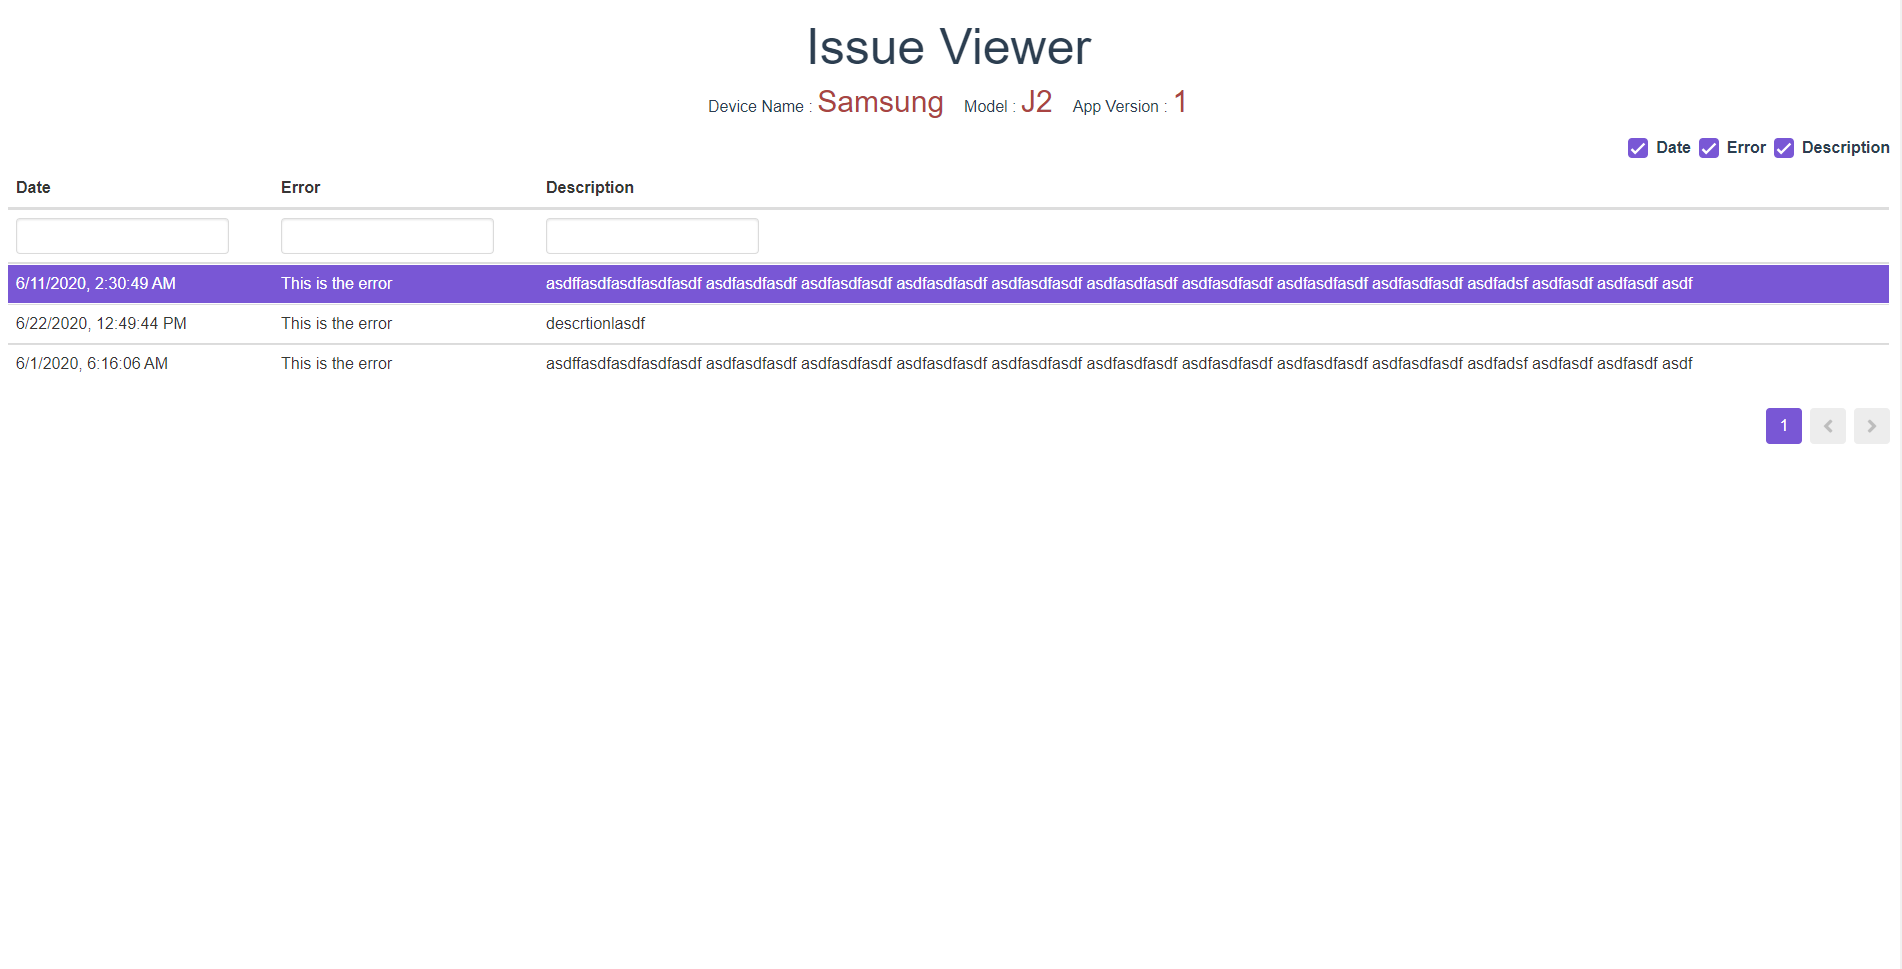 Issue Viewer
Device Name : Samsung Model : J2 App Version : 1
Date Error Description
Date Error Description
6/11/2020, 2:30:49 AM This is the error asdffasdfasdfasdfasdf asdfasdfasdf asdfasdfasdf asdfasdfasdf asdfasdfasdf asdfasdfasdf asdfasdfasdf asdfasdfasdf asdfasdfasdf asdfadsf asdfasdf asdfasdf asdf
6/22/2020, 12:49:44 PM This is the error descrtionlasdf
6/1/2020, 6:16:06 AM This is the error asdffasdfasdfasdfasdf asdfasdfasdf asdfasdfasdf asdfasdfasdf asdfasdfasdf asdfasdfasdf asdfasdfasdf asdfasdfasdf asdfasdfasdf asdfadsf asdfasdf asdfasdf asdf
1